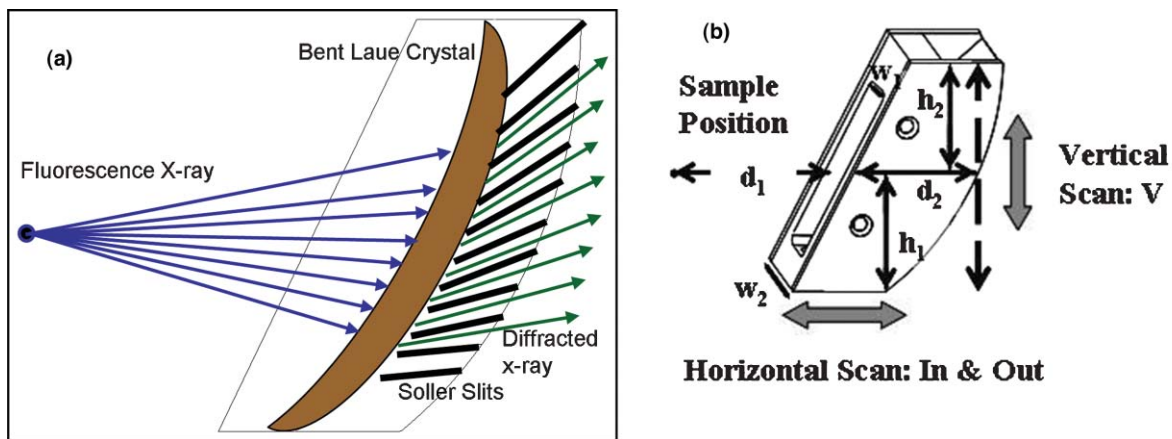 (a)
Bent Laue Crystal
Fluorescence X-ray
Diffracted
x-ray
Soller Slits
(b)
Sample
Position
W1
h2
d1
d2
Vertical
Scan: V
h1
W2
Horizontal Scan: In & Out